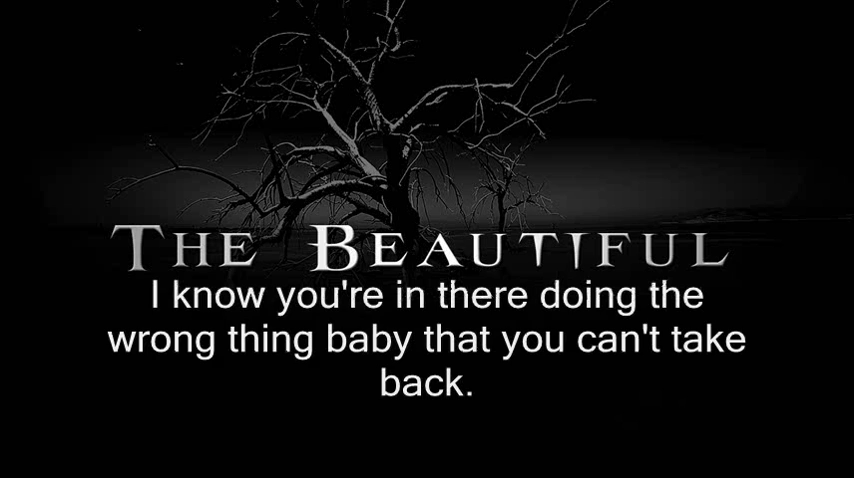 THE BEAUTIFUL
I know you're in there doing the
wrong thing baby that you can't take
back.